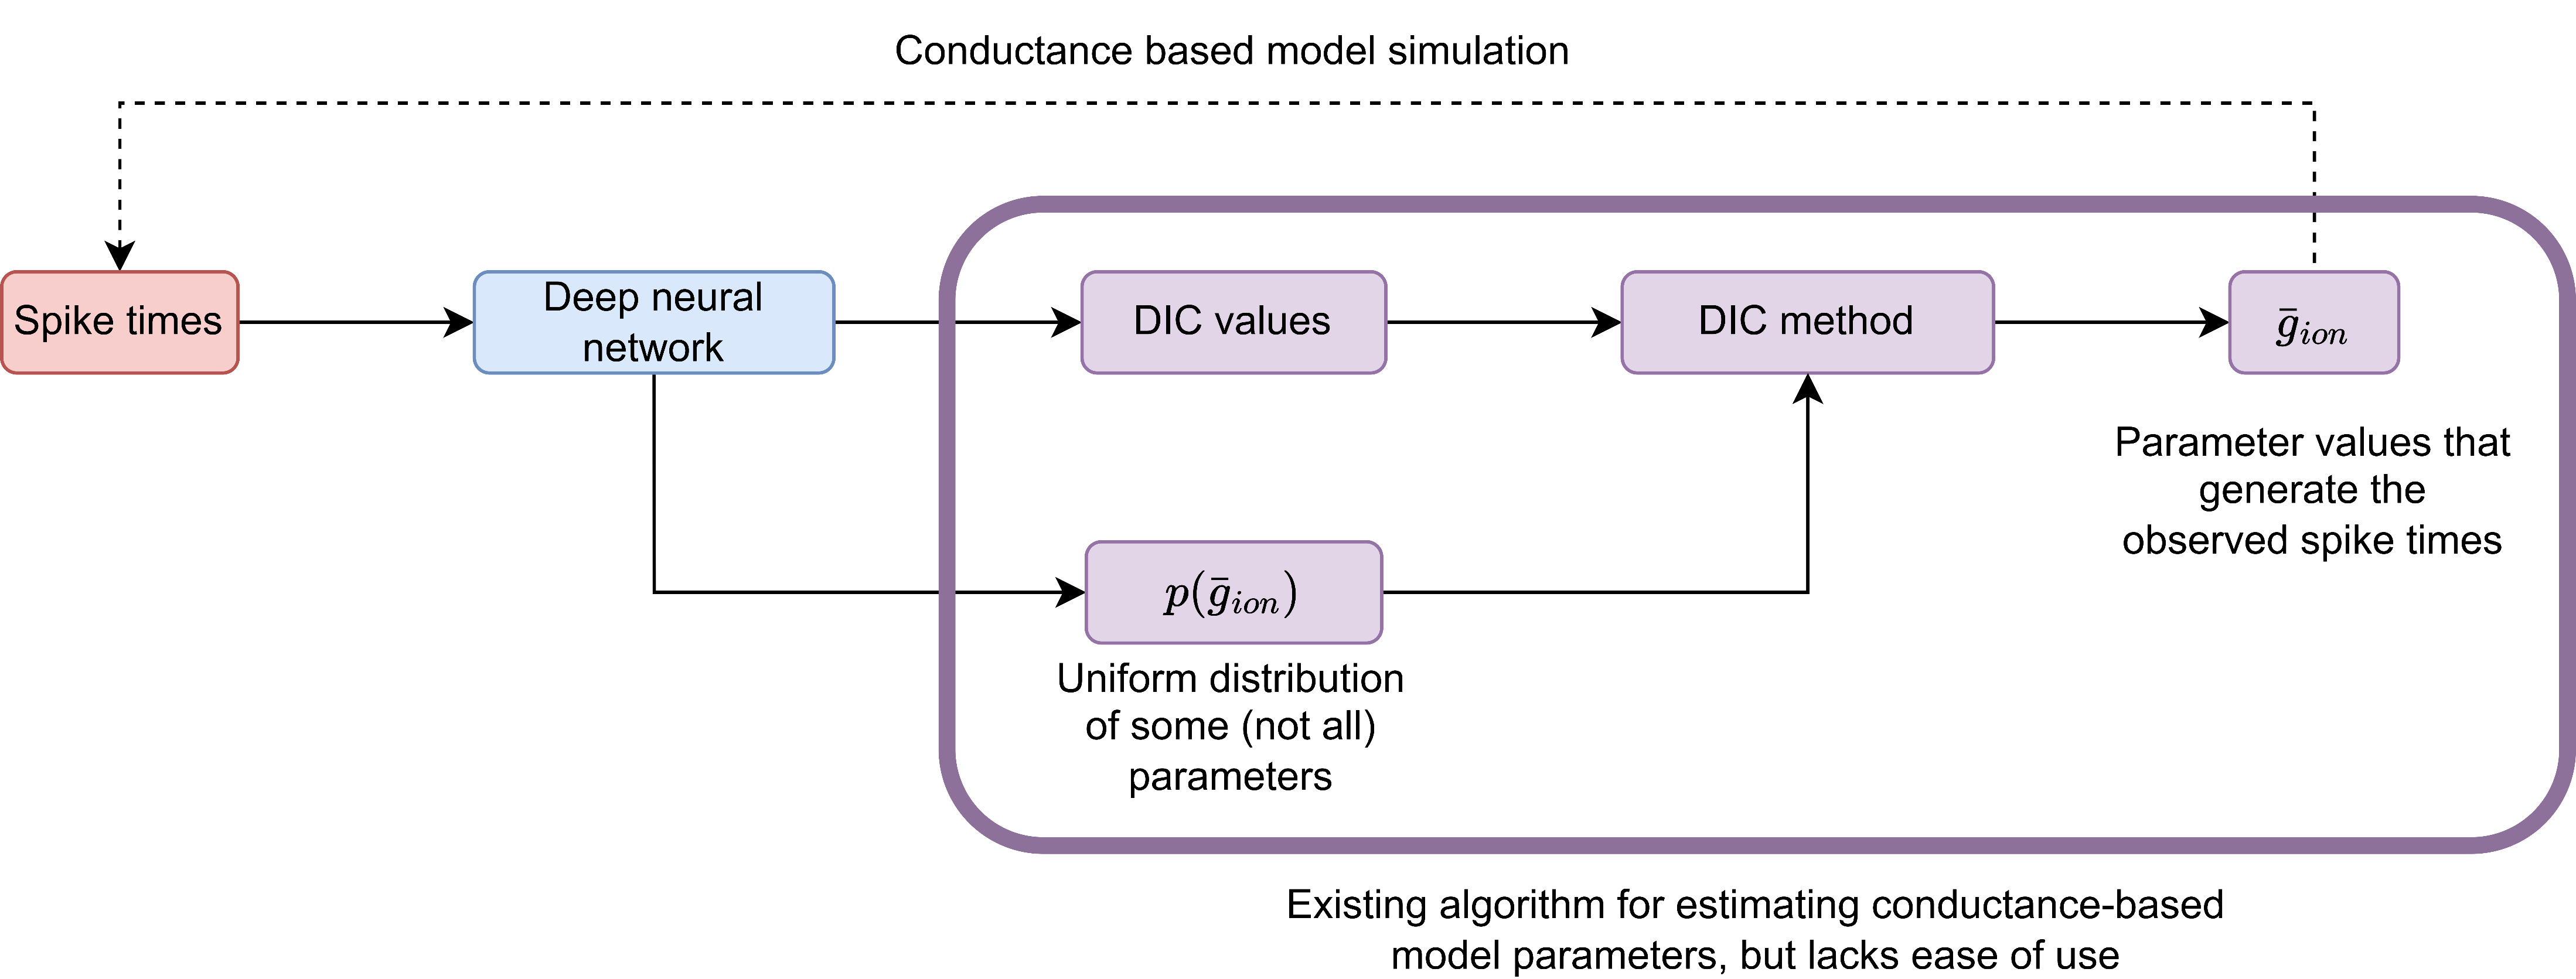 Conductance based model simulation
Spike times
Deep neural
network
DIC values
DIC method
ḡ_ion
Parameter values that
generate the
observed spike times
p(ḡ_ion)
Uniform distribution
of some (not all)
parameters
Existing algorithm for estimating conductance-based
model parameters, but lacks ease of use